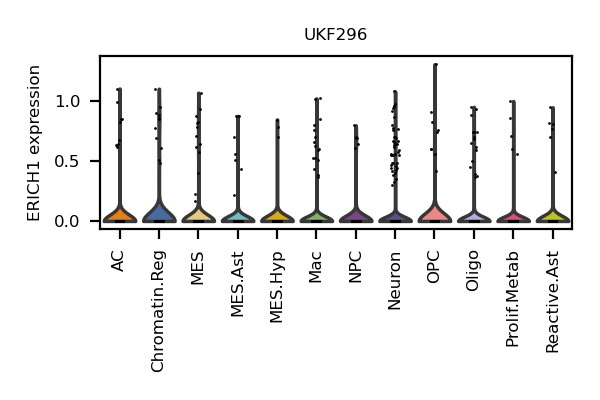 UKF296
ERICH1 expression
1.0
0.5
0.0
AC
Chromatin.Reg
MES
MES.Ast
MES.Hyp
Mac
NPC
Neuron
OPC
Oligo
Prolif.Metab
Reactive.Ast